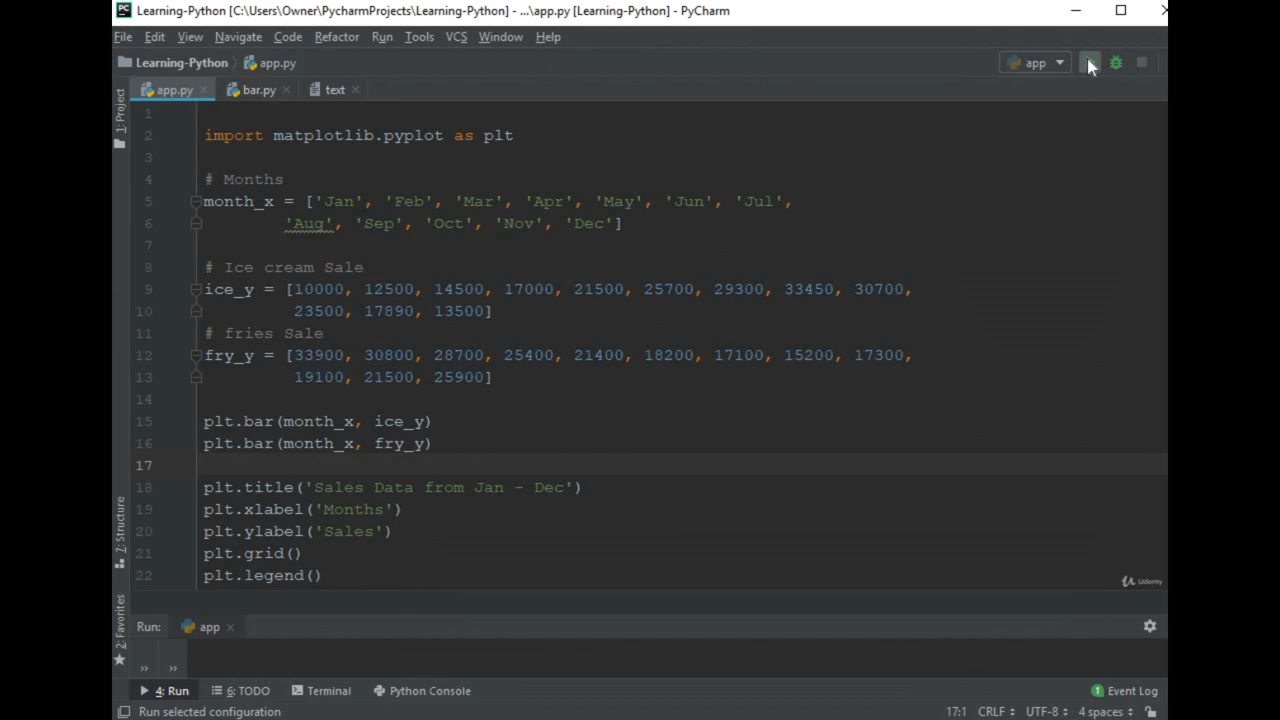 PC Learning-Python [C:\Users\Owner\PycharmProjects\Learning-Python] - ...\app.py [Learning-Python] - PyCharm
File Edit View Navigate Code Refactor Run Tools VCS Window Help
Learning-Python app.py app
app.py bar.py text
1: Project
1
2 import matplotlib.pyplot as plt
3
4 # Months
5 month_x = ['Jan', 'Feb', 'Mar', 'Apr', 'May', 'Jun', 'Jul',
6 'Aug', 'Sep', 'Oct', 'Nov', 'Dec']
7
8 # Ice cream Sale
9 ice_y = [10000, 12500, 14500, 17000, 21500, 25700, 29300, 33450, 30700,
10 23500, 17890, 13500]
11 # fries Sale
12 fry_y = [33900, 30800, 28700, 25400, 21400, 18200, 17100, 15200, 17300,
13 19100, 21500, 25900]
14
15 plt.bar(month_x, ice_y)
16 plt.bar(month_x, fry_y)
17
18 plt.title('Sales Data from Jan - Dec')
19 plt.xlabel('Months')
20 plt.ylabel('Sales')
21 plt.grid()
22 plt.legend()
7: Structure
Udemy
2: Favorites
Run: app
» »
4: Run 6: TODO Terminal Python Console 1 Event Log
Run selected configuration 17:1 CRLF UTF-8 4 spaces